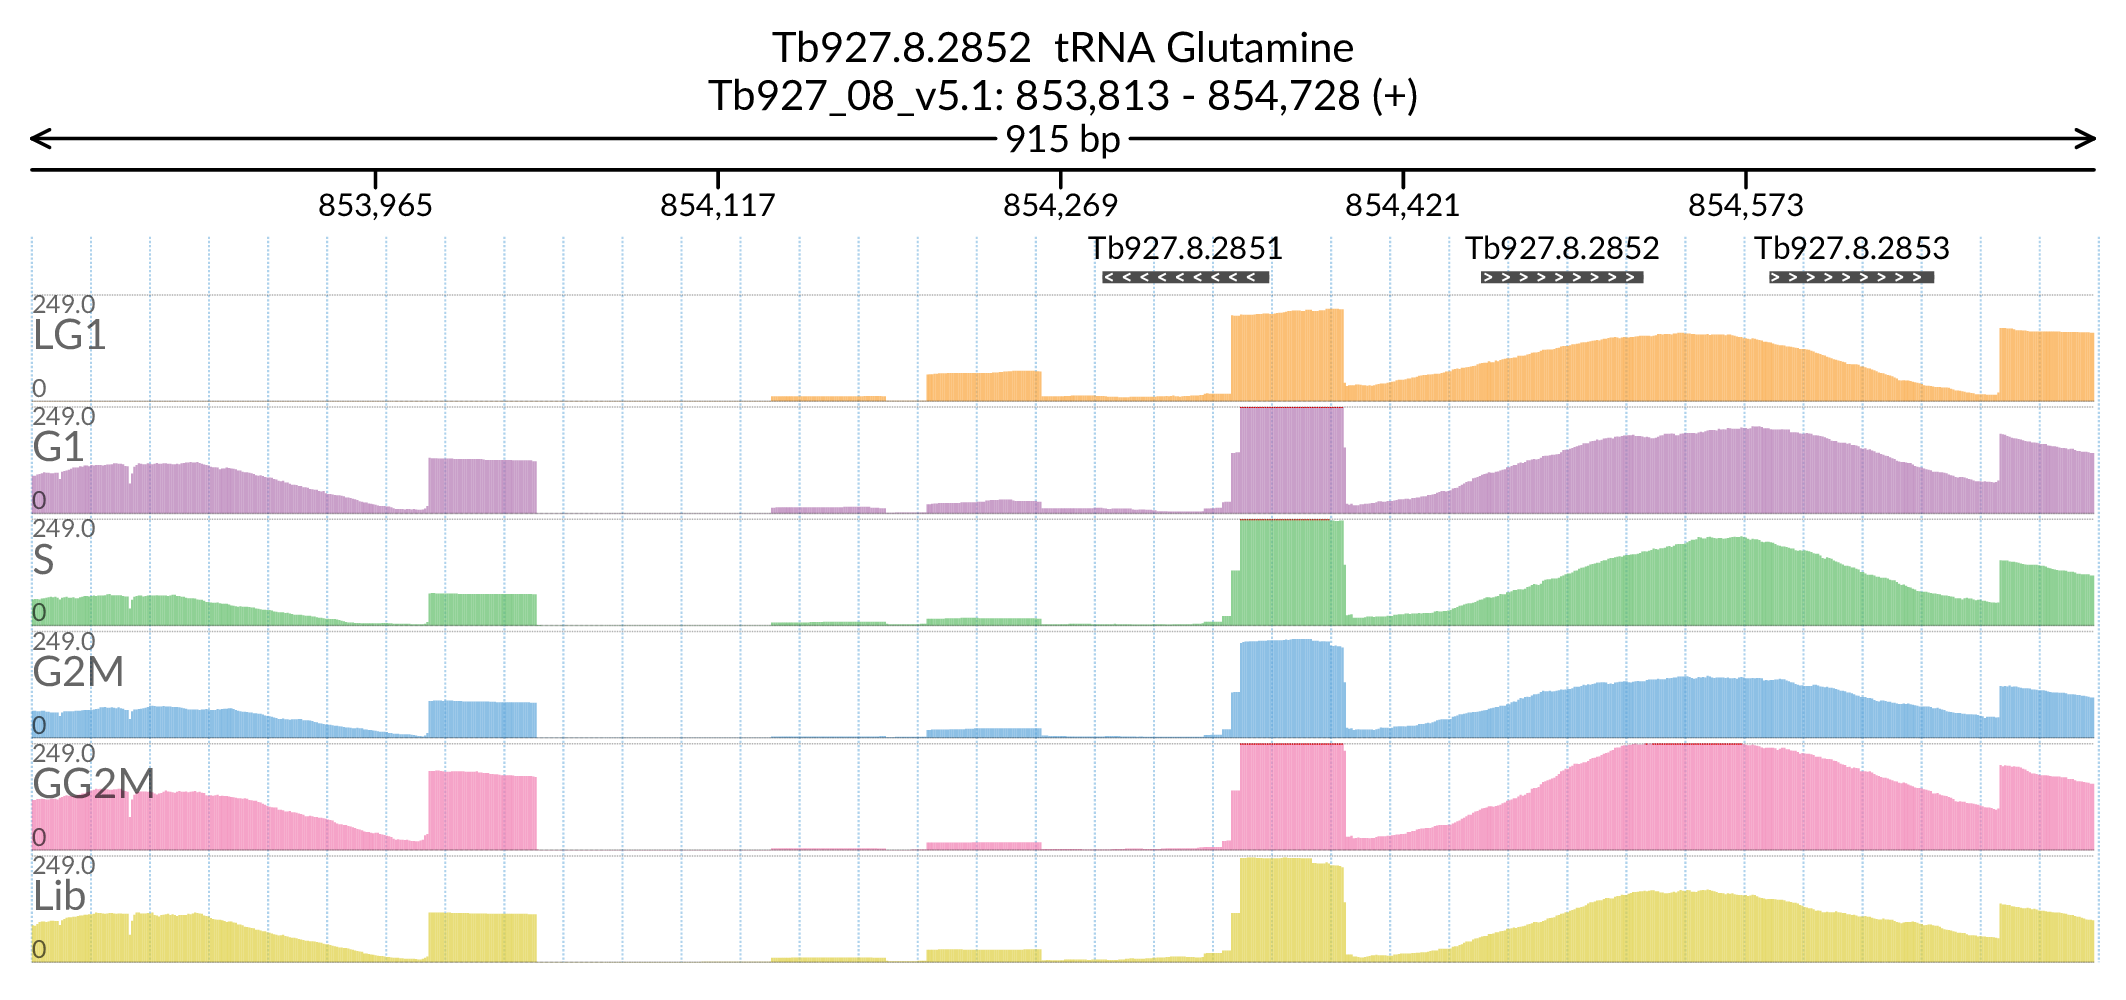 Tb927.8.2852  tRNA Glutamine
Tb927_08_v5.1: 853,813 - 854,728 (+)
915 bp
853,965 854,117 854,269 854,421 854,573
Tb927.8.2851 Tb927.8.2852 Tb927.8.2853
249.0
LG1
0
249.0
G1
0
249.0
S
0
249.0
G2M
0
249.0
GG2M
0
249.0
Lib
0